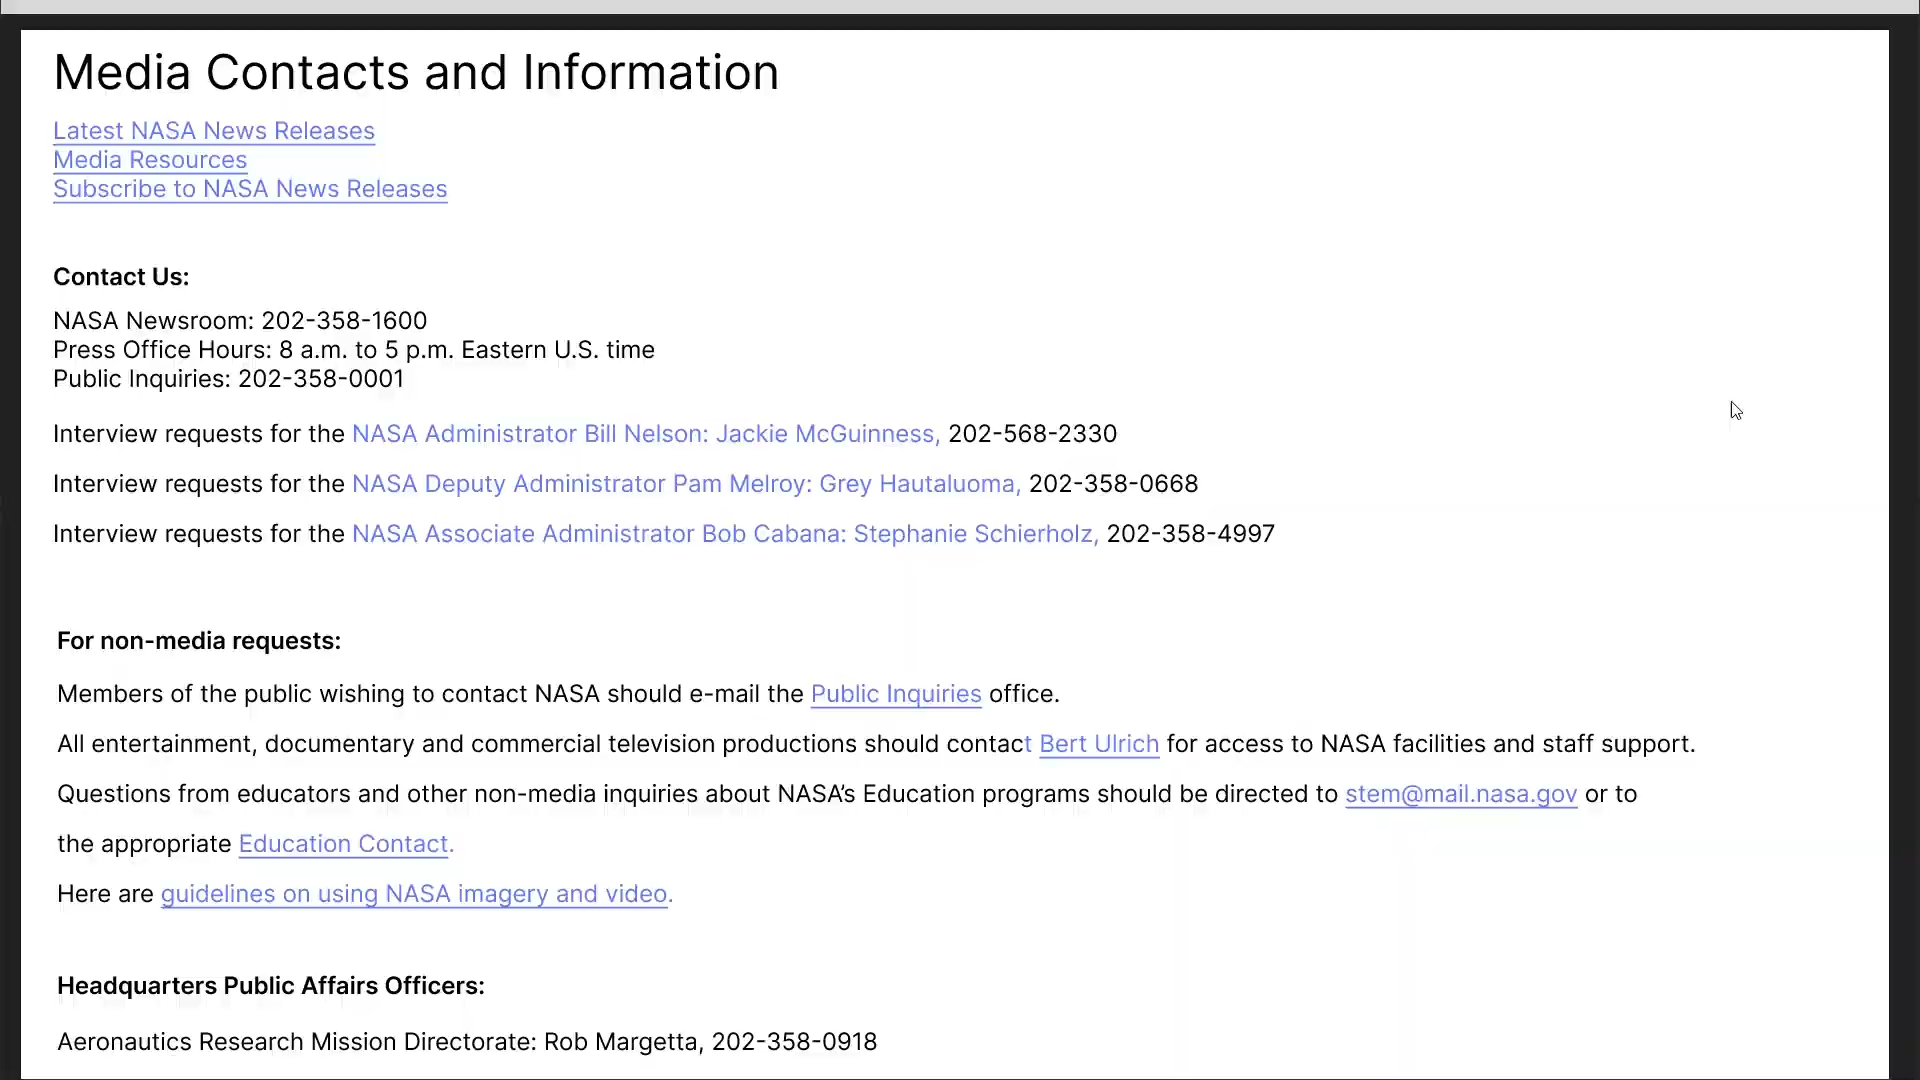 Media Contacts and Information
Latest NASA News Releases
Media Resources
Subscribe to NASA News Releases
Contact Us:
NASA Newsroom: 202-358-1600
Press Office Hours: 8 a.m. to 5 p.m. Eastern U.S. time
Public Inquiries: 202-358-0001
Interview requests for the NASA Administrator Bill Nelson: Jackie McGuinness, 202-568-2330
Interview requests for the NASA Deputy Administrator Pam Melroy: Grey Hautaluoma, 202-358-0668
Interview requests for the NASA Associate Administrator Bob Cabana: Stephanie Schierholz, 202-358-4997
For non-media requests:
Members of the public wishing to contact NASA should e-mail the Public Inquiries office.
All entertainment, documentary and commercial television productions should contact Bert Ulrich for access to NASA facilities and staff support.
Questions from educators and other non-media inquiries about NASA’s Education programs should be directed to stem@mail.nasa.gov or to
the appropriate Education Contact.
Here are guidelines on using NASA imagery and video.
Headquarters Public Affairs Officers:
Aeronautics Research Mission Directorate: Rob Margetta, 202-358-0918